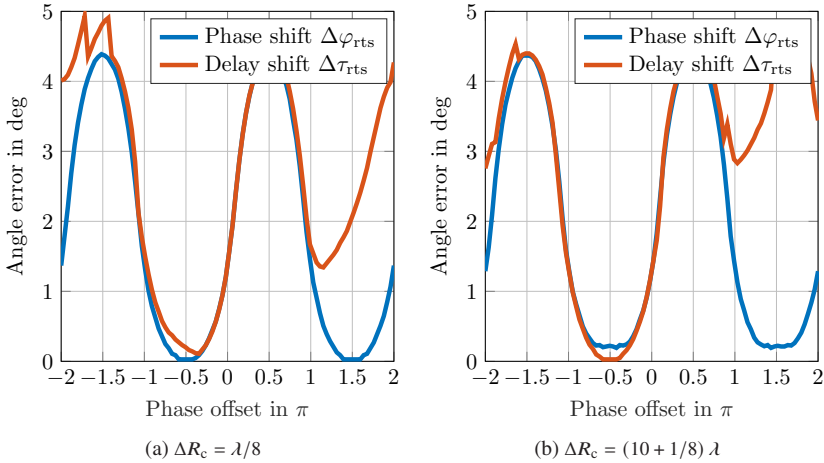 Angle error in deg
5
4
3
2
1
0
Phase shift Δφrts
Delay shift Δτrts
−2 −1.5 −1 −0.5 0 0.5 1 1.5 2
Phase offset in π
(a) ΔRc = λ/8
Angle error in deg
5
4
3
2
1
0
Phase shift Δφrts
Delay shift Δτrts
−2 −1.5 −1 −0.5 0 0.5 1 1.5 2
Phase offset in π
(b) ΔRc = (10 + 1/8) λ